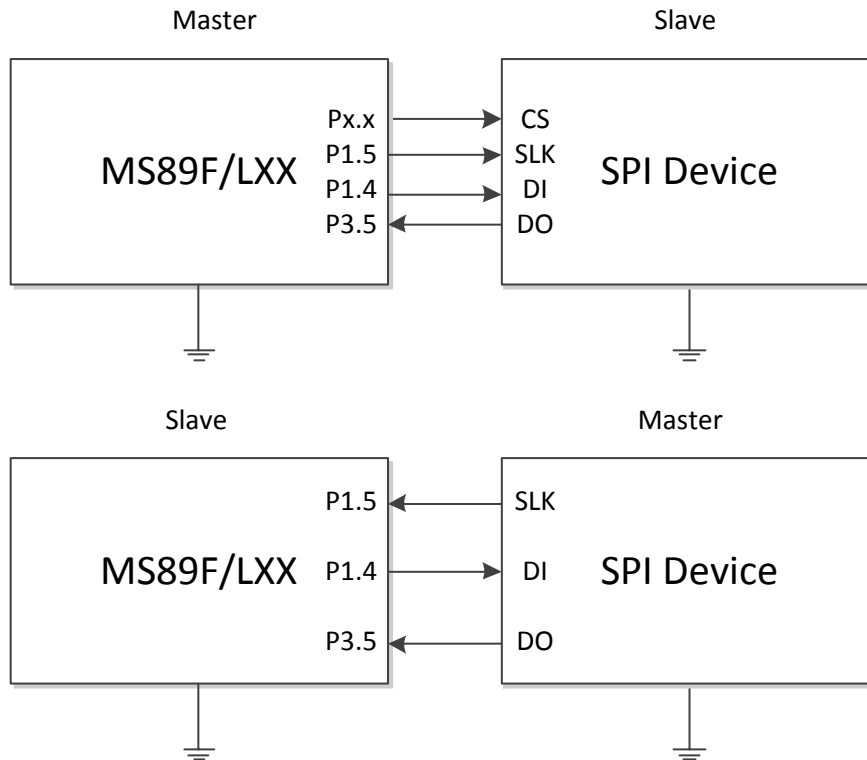 Master
Slave
MS89F/LXX
Px.x
P1.5
P1.4
P3.5
CS
SLK
DI
DO
SPI Device
Slave
Master
MS89F/LXX
P1.5
P1.4
P3.5
SLK
DI
DO
SPI Device